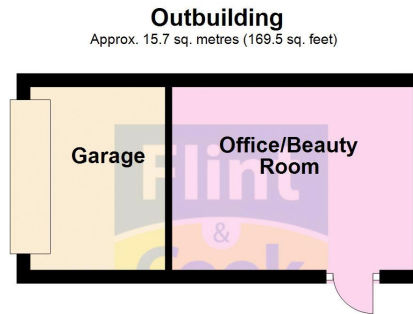 Outbuilding
Approx. 15.7 sq. metres (169.5 sq. feet)
Garage
Office/Beauty
Room
Flint
&
Cook